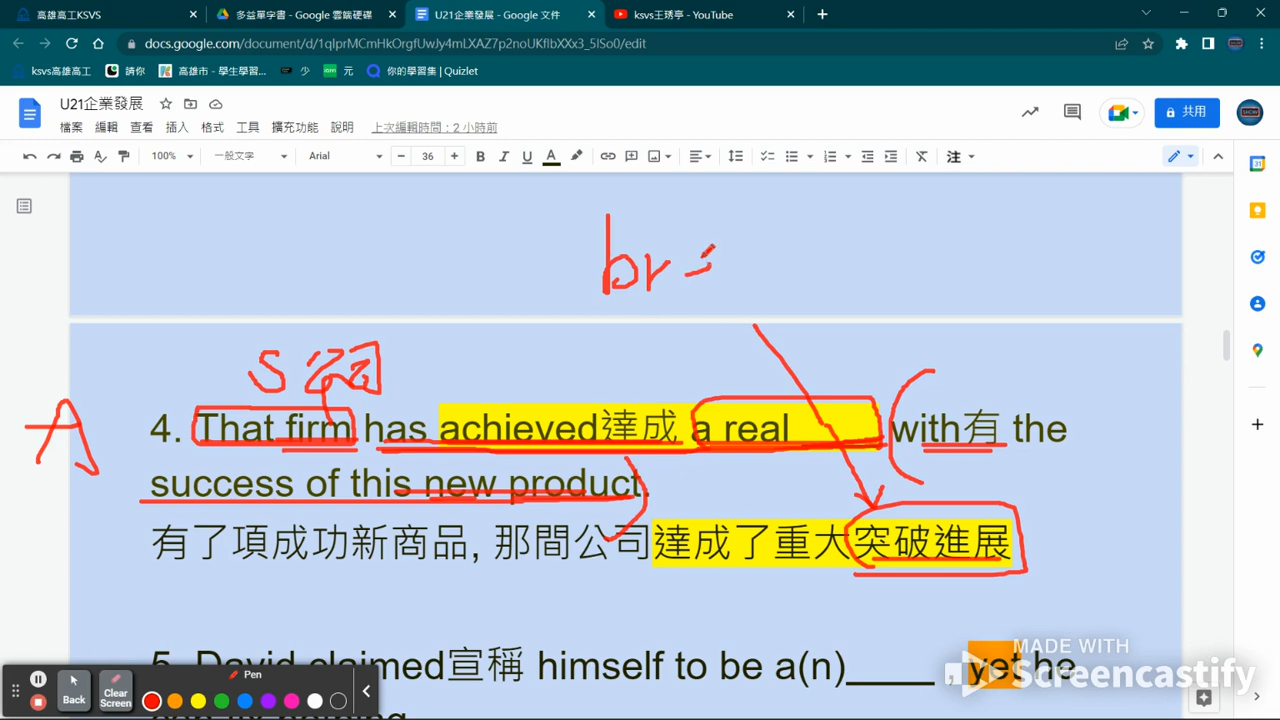 高雄高工KSVS
多益單字書 - Google 雲端硬碟
U21企業發展 - Google 文件
ksvs王琇亭 - YouTube
docs.google.com/document/d/1qIprMCmHkOrgfUwJy4mLXAZ7p2noUKflbXXx3_5lSo0/edit
ksvs高雄高工
請你
高雄市 - 學生學習...
少
元
你的學習集 | Quizlet
U21企業發展
檔案 編輯 查看 插入 格式 工具 擴充功能 說明 上次編輯時間：2 小時前
共用
100% 一般文字 Arial 36 B I U A 注
br
S 公司
A
4. That firm has achieved達成 a real with有 the
success of this new product.
有了項成功新商品, 那間公司達成了重大突破進展
5. David claimed宣稱 himself to be a(n)_____ yet he
MADE WITH
Screencastify
Pen
Back
Clear
Screen